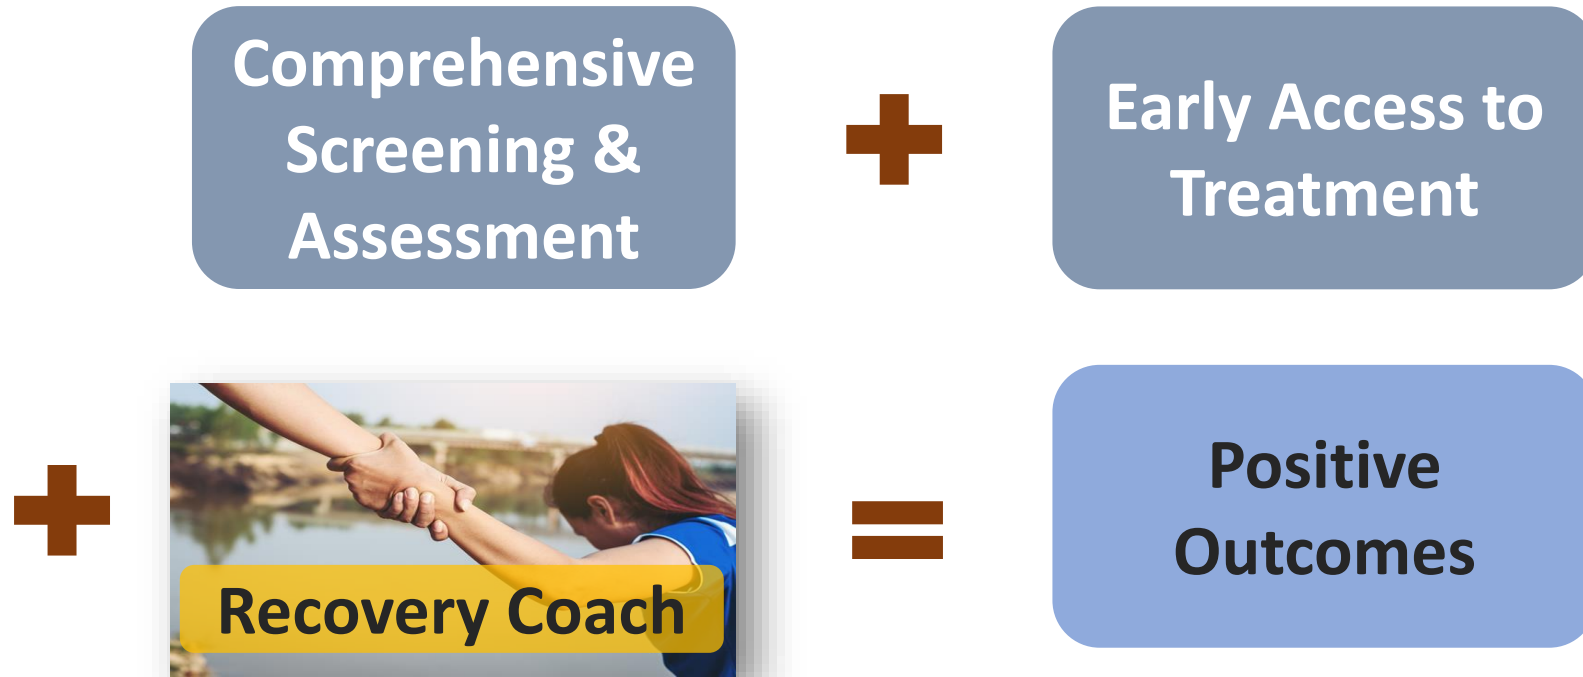 Comprehensive
Screening &
Assessment
+
Early Access to
Treatment
+
Recovery Coach
=
Positive
Outcomes